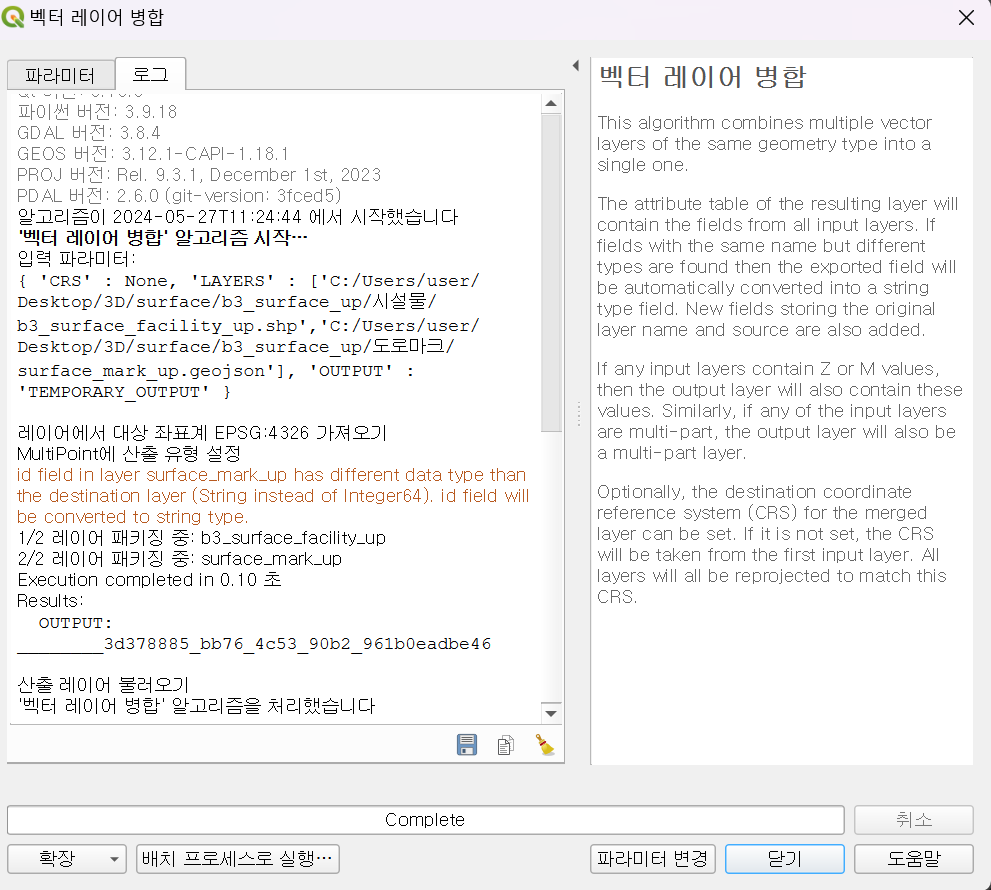 벡터 레이어 병합
파라미터
로그
파이썬 버전: 3.9.18
GDAL 버전: 3.8.4
GEOS 버전: 3.12.1-CAPI-1.18.1
PROJ 버전: Rel. 9.3.1, December 1st, 2023
PDAL 버전: 2.6.0 (git-version: 3fced5)
알고리즘이 2024-05-27T11:24:44 에서 시작했습니다
'벡터 레이어 병합' 알고리즘 시작…
입력 파라미터:
{ 'CRS' : None, 'LAYERS' : ['C:/Users/user/
Desktop/3D/surface/b3_surface_up/시설물/
b3_surface_facility_up.shp','C:/Users/user/
Desktop/3D/surface/b3_surface_up/도로마크/
surface_mark_up.geojson'], 'OUTPUT' :
'TEMPORARY_OUTPUT' }
레이어에서 대상 좌표계 EPSG:4326 가져오기
MultiPoint에 산출 유형 설정
id field in layer surface_mark_up has different data type than
the destination layer (String instead of Integer64). id field will
be converted to string type.
1/2 레이어 패키징 중: b3_surface_facility_up
2/2 레이어 패키징 중: surface_mark_up
Execution completed in 0.10 초
Results:
OUTPUT:
_________3d378885_bb76_4c53_90b2_961b0eadbe46
산출 레이어 불러오기
'벡터 레이어 병합' 알고리즘을 처리했습니다
벡터 레이어 병합
This algorithm combines multiple vector
layers of the same geometry type into a
single one.
The attribute table of the resulting layer will
contain the fields from all input layers. If
fields with the same name but different
types are found then the exported field will
be automatically converted into a string
type field. New fields storing the original
layer name and source are also added.
If any input layers contain Z or M values,
then the output layer will also contain these
values. Similarly, if any of the input layers
are multi-part, the output layer will also be
a multi-part layer.
Optionally, the destination coordinate
reference system (CRS) for the merged
layer can be set. If it is not set, the CRS
will be taken from the first input layer. All
layers will all be reprojected to match this
CRS.
Complete
취소
확장
배치 프로세스로 실행…
파라미터 변경
닫기
도움말